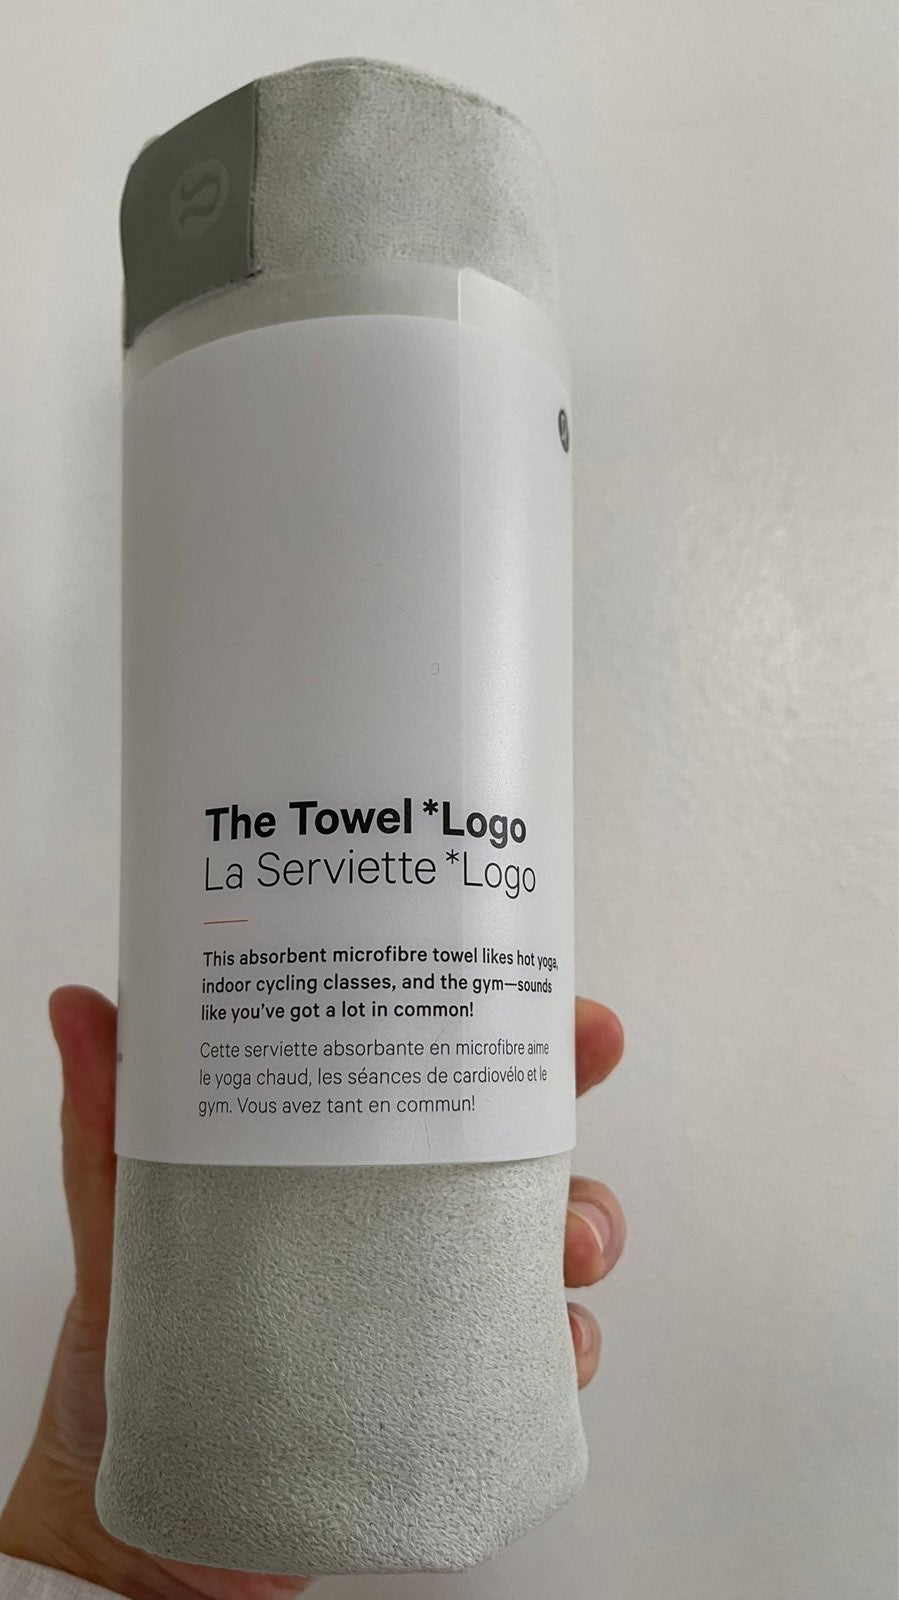 The Towel *Logo
La Serviette *Logo
This absorbent microfibre towel likes hot yoga,
indoor cycling classes, and the gym—sounds
like you've got a lot in common!
Cette serviette absorbante en microfibre aime
le yoga chaud, les séances de cardiovélo et le
gym. Vous avez tant en commun!